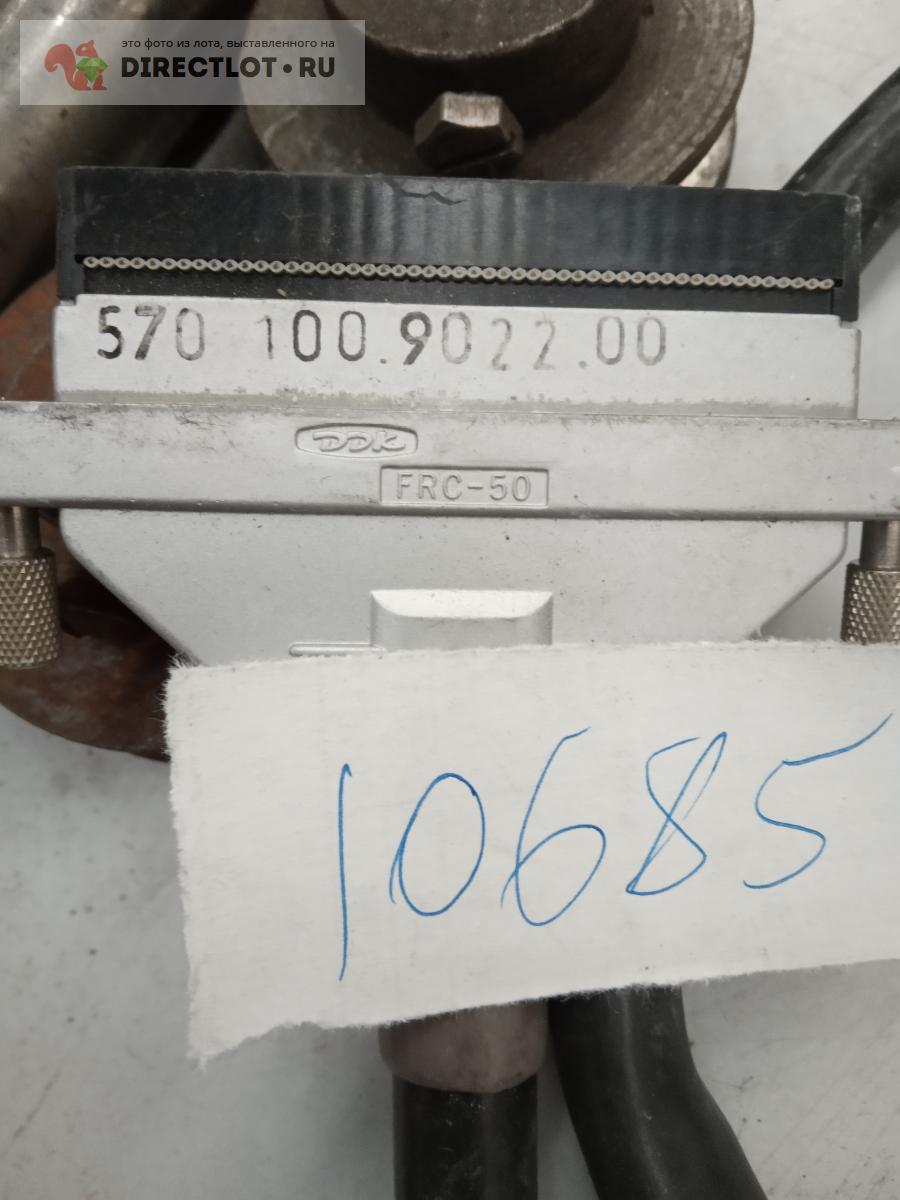 это фото из лота, выставленного на
DIRECTLOT.RU
570 100.9022.00
DDK
FRC-50
10685